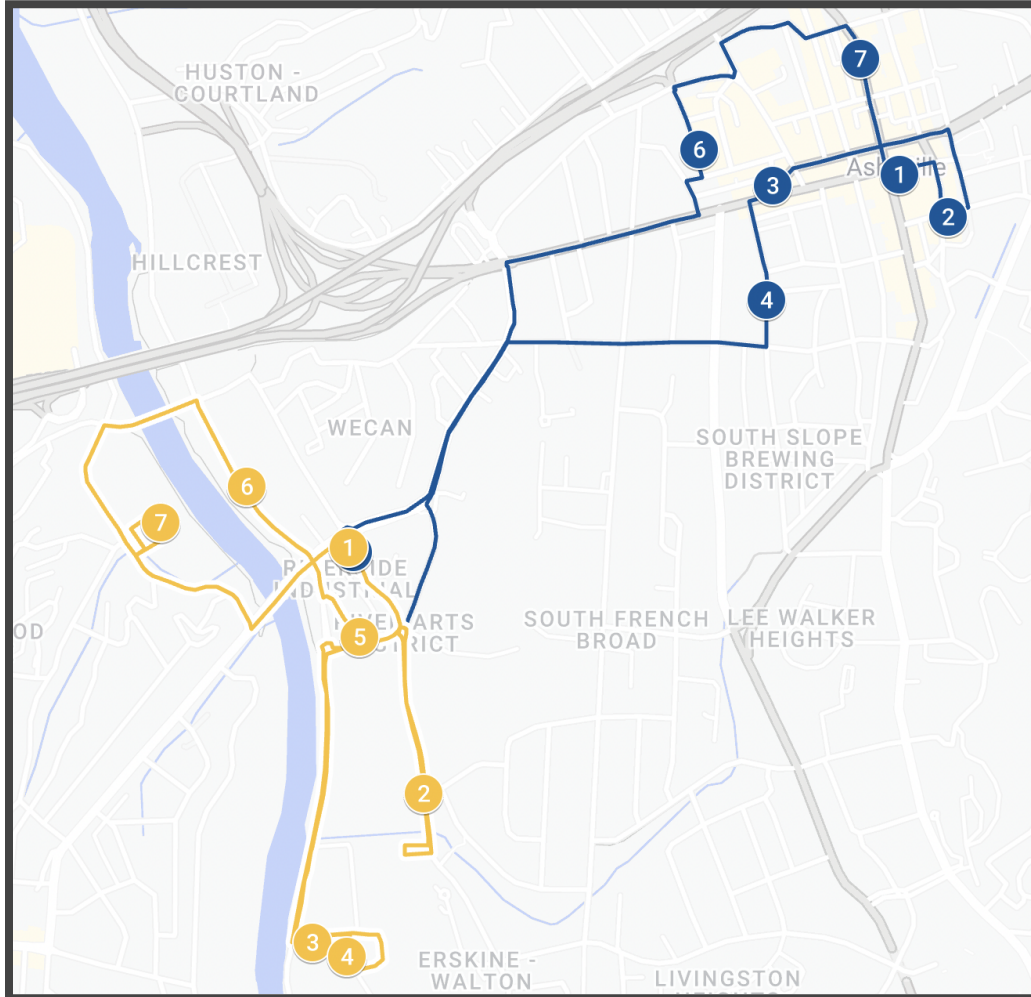 HUSTON -
COURTLAND
7
6
3
1
2
HILLCREST
4
WECAN
SOUTH SLOPE
BREWING
DISTRICT
6
7
1
5
SOUTH FRENCH
BROAD
LEE WALKER
HEIGHTS
OD
2
3
4
ERSKINE -
WALTON
LIVINGSTON